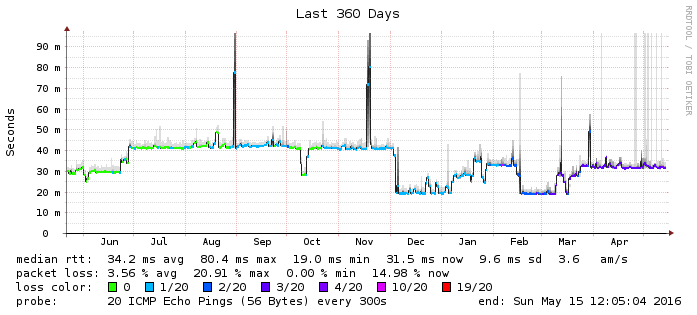 Last 360 Days
RRDTOOL / TOBI OETIKER
Seconds
90 m
80 m
70 m
60 m
50 m
40 m
30 m
20 m
10 m
0
Jun Jul Aug Sep Oct Nov Dec Jan Feb Mar Apr
median rtt: 34.2 ms avg 80.4 ms max 19.0 ms min 31.5 ms now 9.6 ms sd 3.6 am/s
packet loss: 3.56 % avg 20.91 % max 0.00 % min 14.98 % now
loss color: 0 1/20 2/20 3/20 4/20 10/20 19/20
probe: 20 ICMP Echo Pings (56 Bytes) every 300s end: Sun May 15 12:05:04 2016